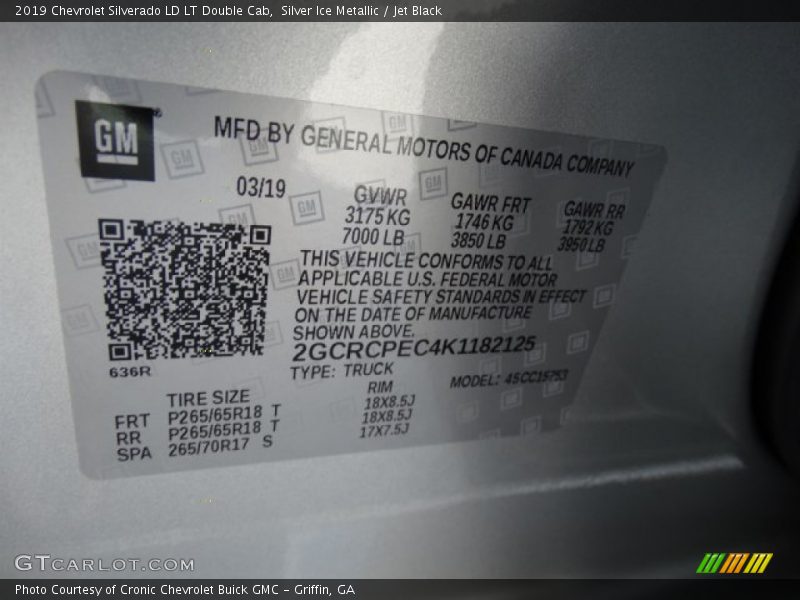 2019 Chevrolet Silverado LD LT Double Cab, Silver Ice Metallic / Jet Black
GM
MFD BY GENERAL MOTORS OF CANADA COMPANY
03/19 GVWR GAWR FRT GAWR RR
3175 KG 1746 KG 1792 KG
7000 LB 3850 LB 3950 LB
THIS VEHICLE CONFORMS TO ALL
APPLICABLE U.S. FEDERAL MOTOR
VEHICLE SAFETY STANDARDS IN EFFECT
ON THE DATE OF MANUFACTURE
SHOWN ABOVE.
2GCRCPEC4K1182125
636R
TYPE: TRUCK MODEL: 4SCC15753
TIRE SIZE RIM
FRT P265/65R18 T 18X8.5J
RR P265/65R18 T 18X8.5J
SPA 265/70R17 S 17X7.5J
GTCARLOT.COM
Photo Courtesy of Cronic Chevrolet Buick GMC – Griffin, GA